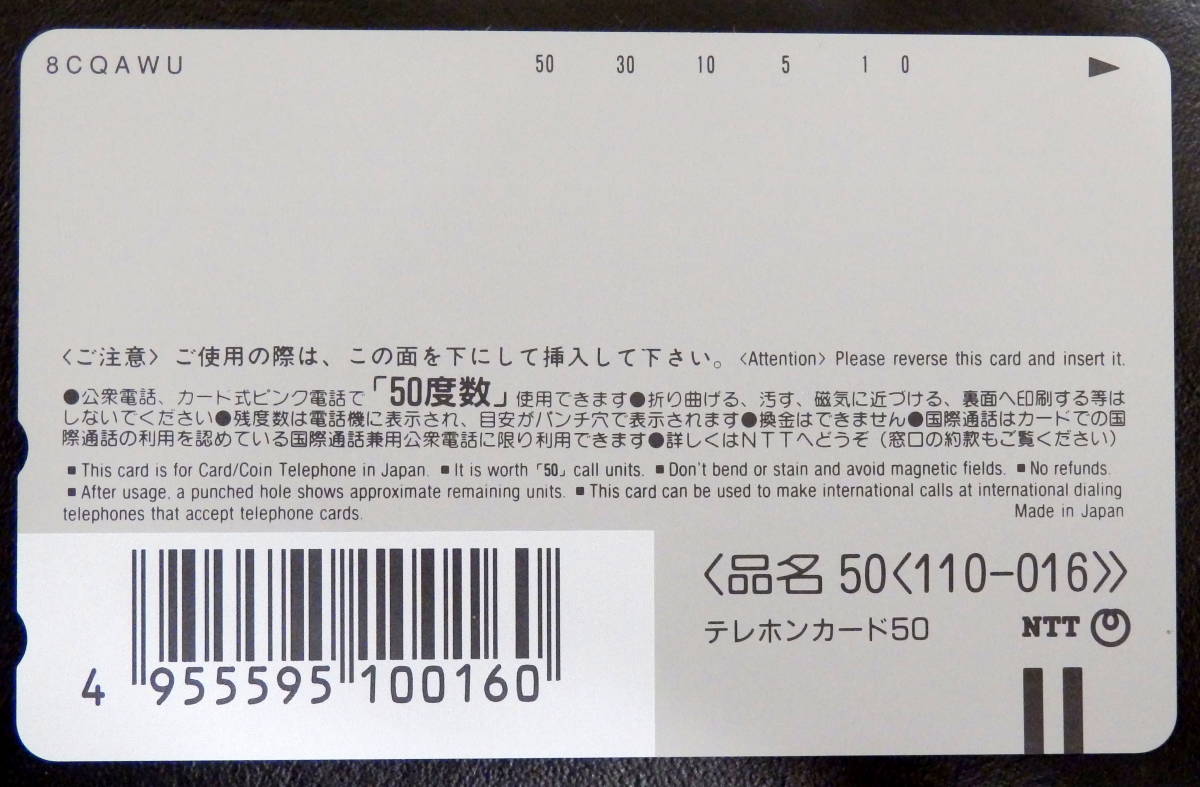 8CQAWU 50 30 10 5 1 0 ▶
〈ご注意〉ご使用の際は、この面を下にして挿入して下さい。〈Attention〉Please reverse this card and insert it.
●公衆電話、カード式ピンク電話で「50度数」使用できます●折り曲げる、汚す、磁気に近づける、裏面へ印刷する等は
しないでください●残度数は電話機に表示され、目安がパンチ穴で表示されます●換金はできません●国際通話はカードでの国
際通話の利用を認めている国際通話兼用公衆電話に限り利用できます●詳しくはNTTへどうぞ（窓口の約款もご覧ください）
■This card is for Card/Coin Telephone in Japan. ■It is worth「50」call units. ■Don't bend or stain and avoid magnetic fields. ■No refunds.
■After usage, a punched hole shows approximate remaining units. ■This card can be used to make international calls at international dialing
telephones that accept telephone cards. Made in Japan
〈品名 50〈110-016〉〉
テレホンカード50 NTT
4 955595 100160